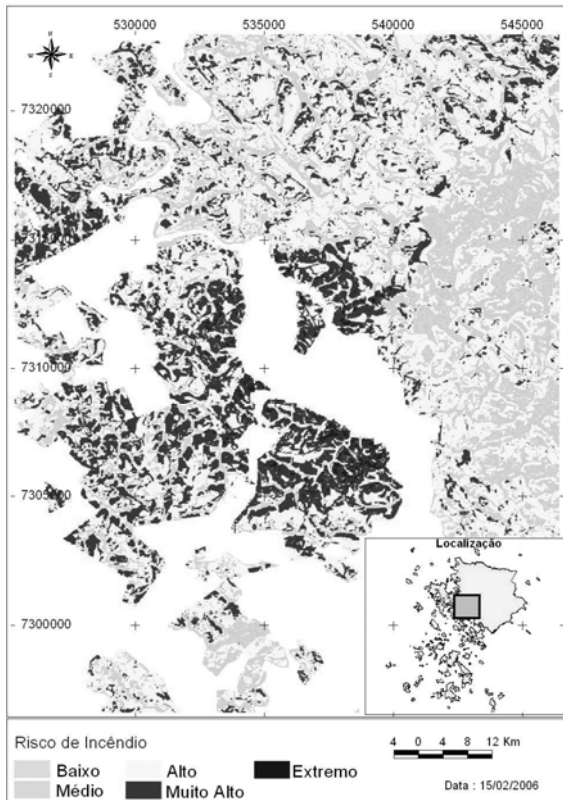 530000 535000 540000 545000
N
W E
S
7320000
7310000
7305000
7300000
Localização
Risco de Incêndio
Baixo Alto Extremo
Médio Muito Alto
4 0 4 8 12 Km
Data : 15/02/2006